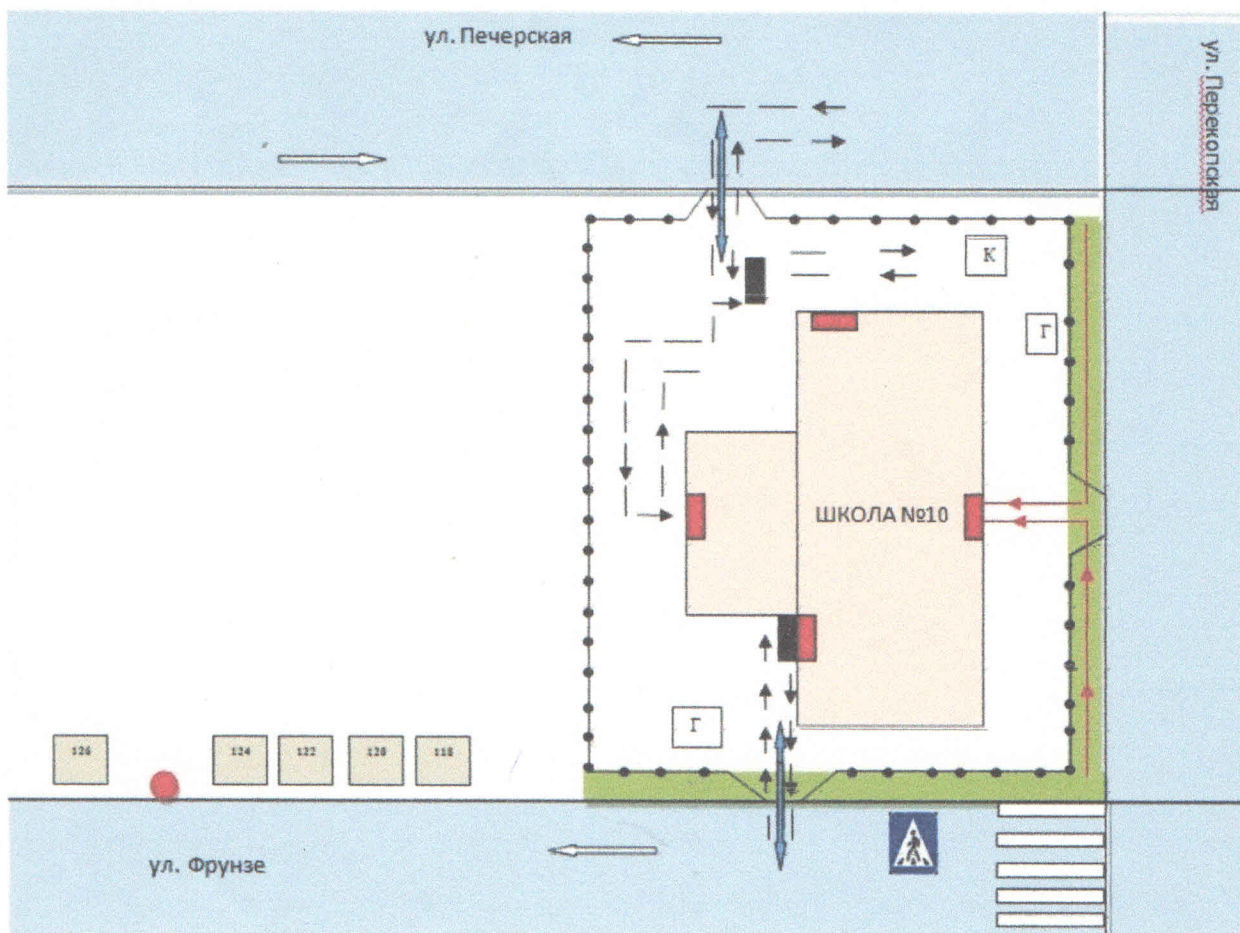 ул. Печерская
ул. Перекопская
К
Г
ШКОЛА №10
Г
126
124
122
120
118
ул. Фрунзе